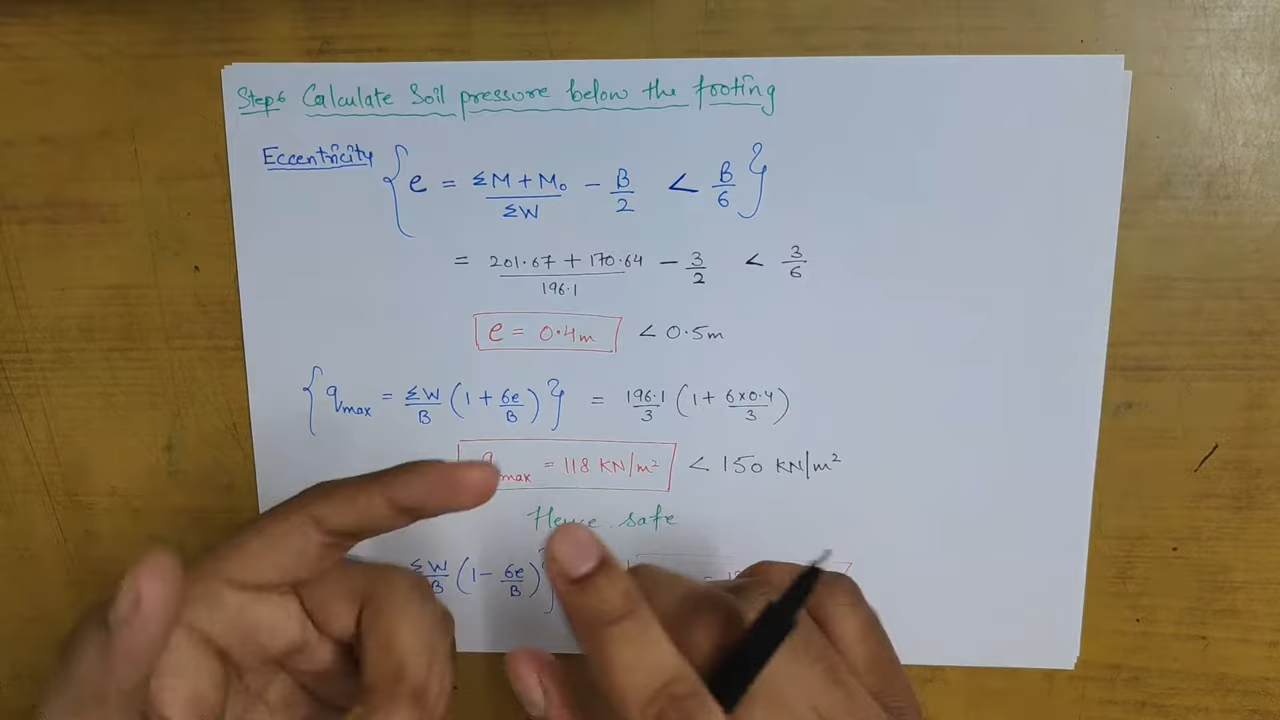 Step6 Calculate Soil pressure below the froting
Eccentricity { e = ΣM + Mo / ΣW - B/2 < B/6 }
= 201.67 + 170.64 / 196.1 - 3/2 < 3/6
e = 0.4m < 0.5m
{ qmax = ΣW/B (1 + 6e/B) } = 196.1/3 (1 + 6×0.4/3)
qmax = 118 KN/m² < 150 KN/m²
Hence safe
ΣW/B (1 - 6e/B) }